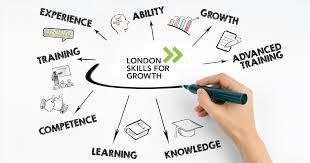 EXPERIENCE
ABILITY
GROWTH
TRAINING
LONDON
SKILLS FOR
GROWTH
ADVANCED
TRAINING
COMPETENCE
LEARNING
KNOWLEDGE